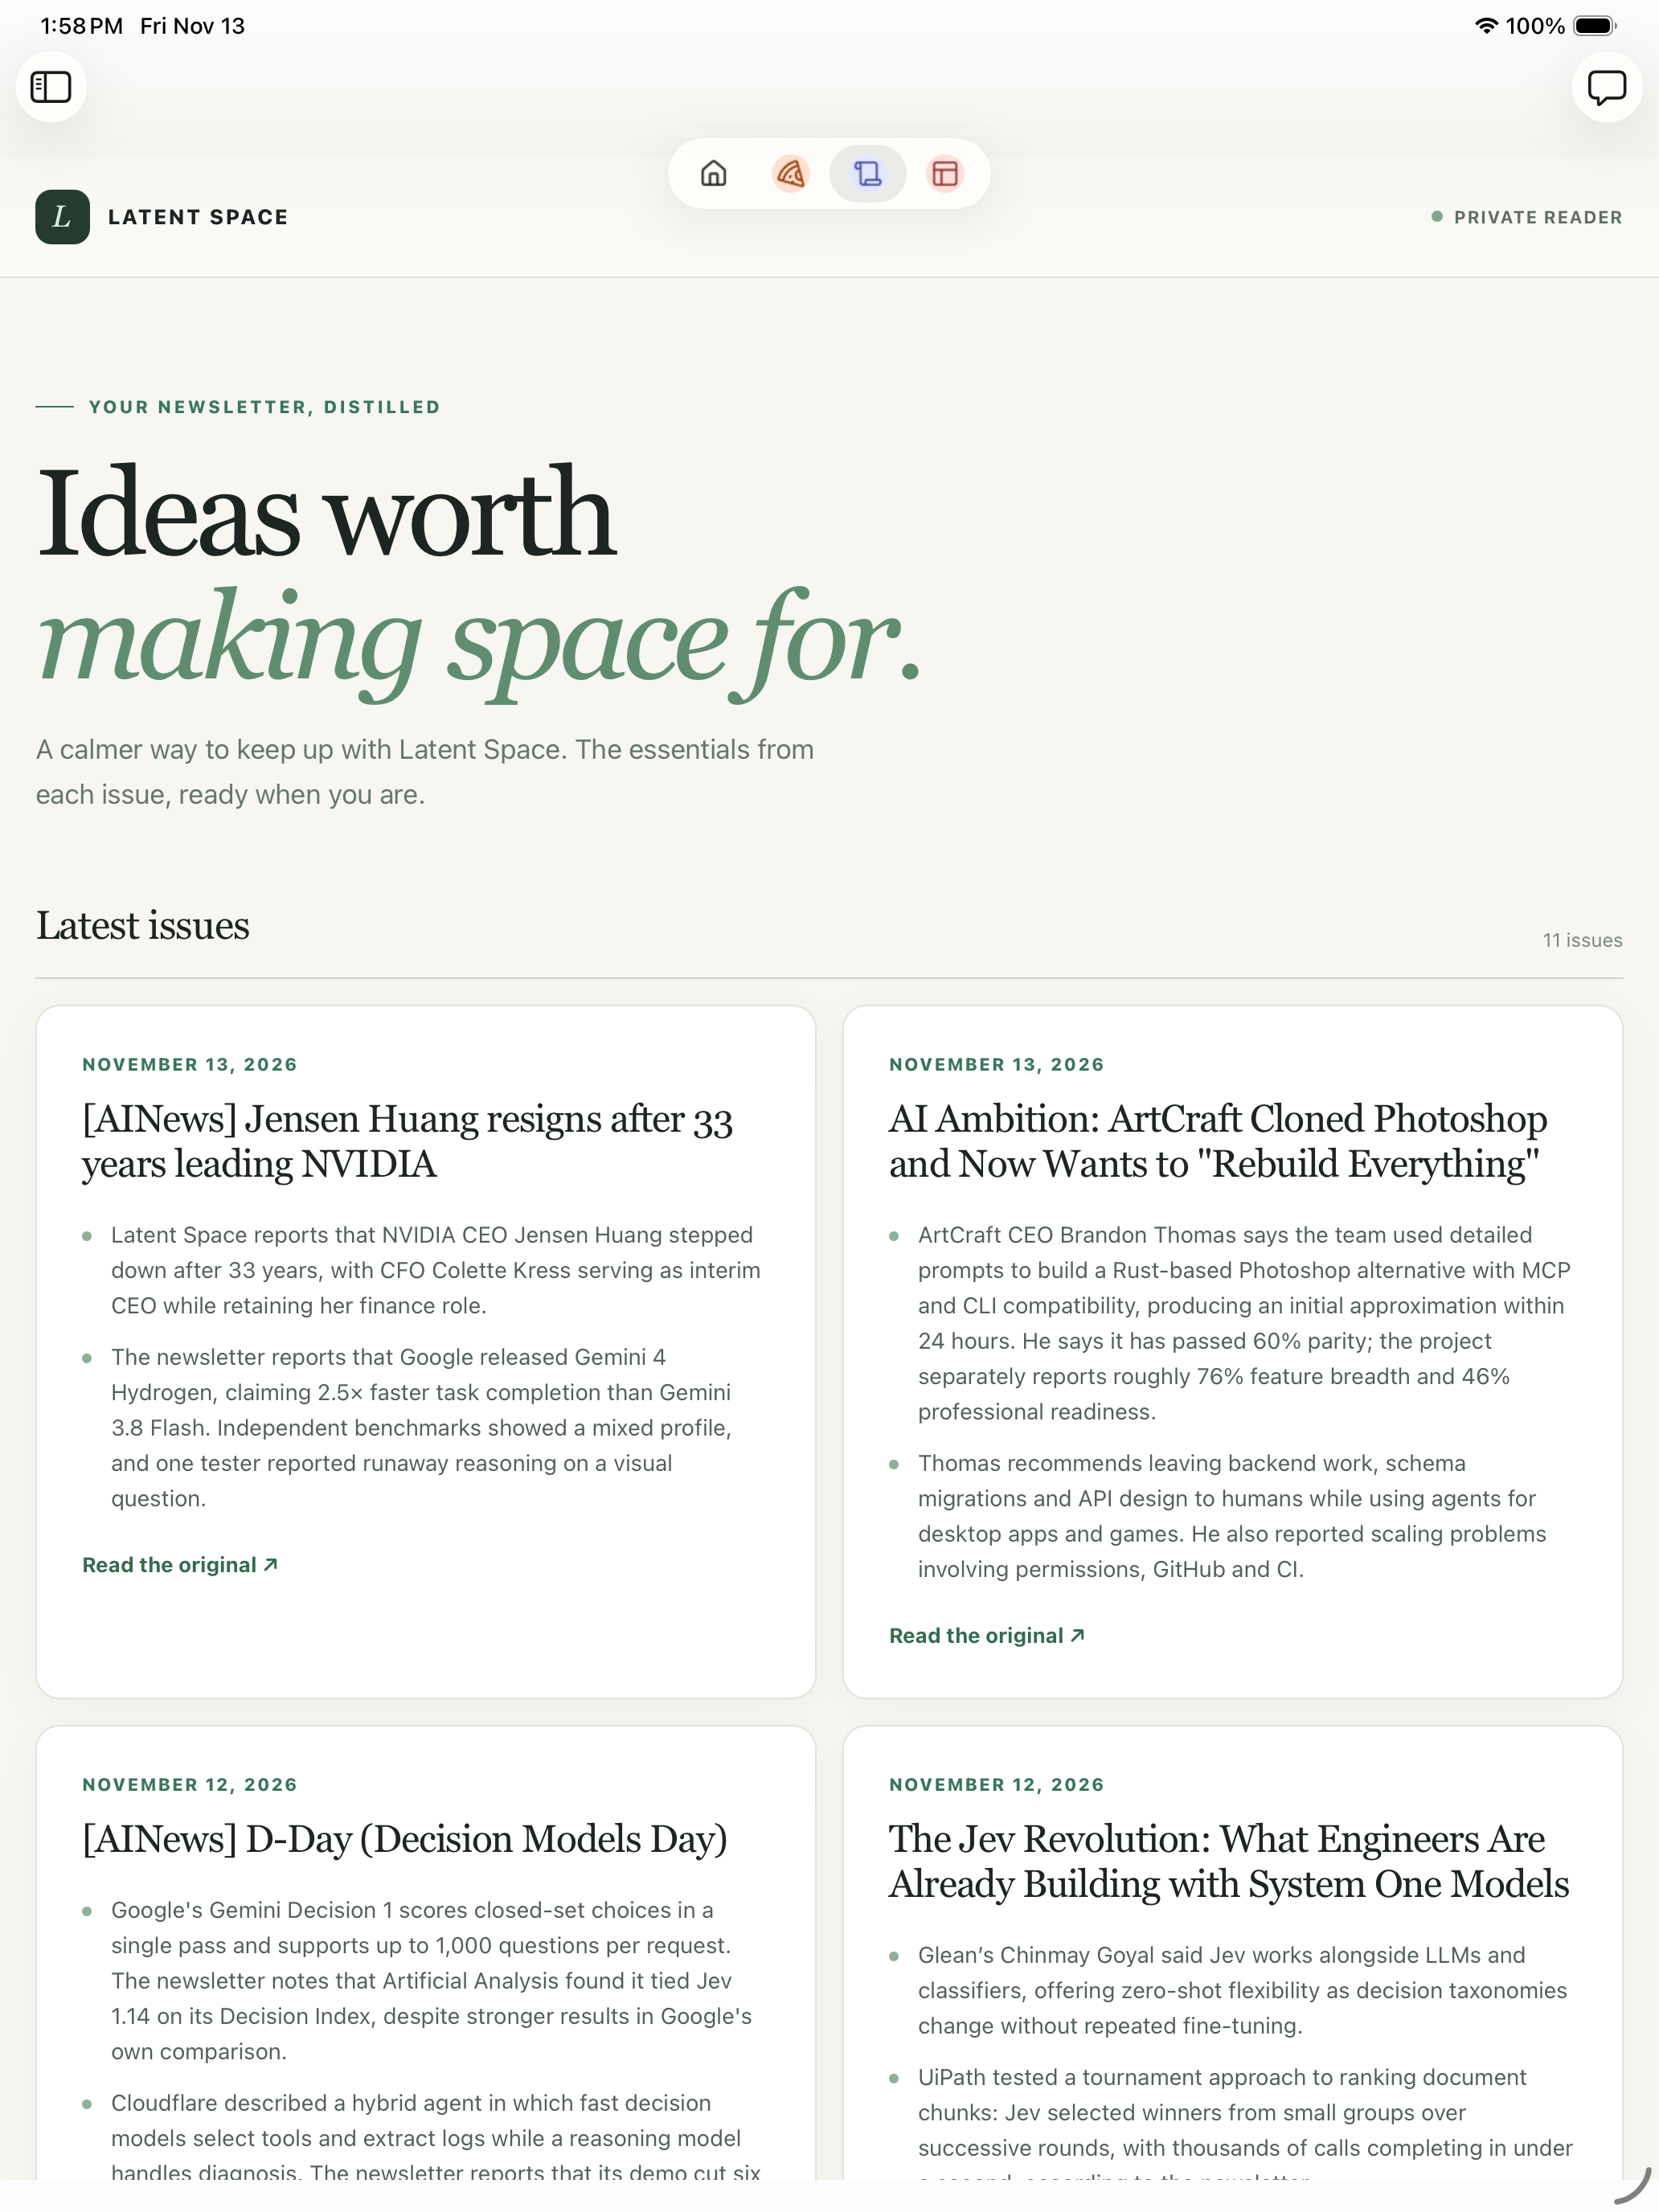 1:58 PM Fri Nov 13
100%
L
LATENT SPACE
PRIVATE READER
YOUR NEWSLETTER, DISTILLED
Ideas worth
making space for.
A calmer way to keep up with Latent Space. The essentials from
each issue, ready when you are.
Latest issues
11 issues
NOVEMBER 13, 2026
[AINews] Jensen Huang resigns after 33
years leading NVIDIA
Latent Space reports that NVIDIA CEO Jensen Huang stepped
down after 33 years, with CFO Colette Kress serving as interim
CEO while retaining her finance role.
The newsletter reports that Google released Gemini 4
Hydrogen, claiming 2.5× faster task completion than Gemini
3.8 Flash. Independent benchmarks showed a mixed profile,
and one tester reported runaway reasoning on a visual
question.
Read the original ↗
NOVEMBER 13, 2026
AI Ambition: ArtCraft Cloned Photoshop
and Now Wants to "Rebuild Everything"
ArtCraft CEO Brandon Thomas says the team used detailed
prompts to build a Rust-based Photoshop alternative with MCP
and CLI compatibility, producing an initial approximation within
24 hours. He says it has passed 60% parity; the project
separately reports roughly 76% feature breadth and 46%
professional readiness.
Thomas recommends leaving backend work, schema
migrations and API design to humans while using agents for
desktop apps and games. He also reported scaling problems
involving permissions, GitHub and CI.
Read the original ↗
NOVEMBER 12, 2026
[AINews] D-Day (Decision Models Day)
Google's Gemini Decision 1 scores closed-set choices in a
single pass and supports up to 1,000 questions per request.
The newsletter notes that Artificial Analysis found it tied Jev
1.14 on its Decision Index, despite stronger results in Google's
own comparison.
Cloudflare described a hybrid agent in which fast decision
models select tools and extract logs while a reasoning model
handles diagnosis. The newsletter reports that its demo cut six
NOVEMBER 12, 2026
The Jev Revolution: What Engineers Are
Already Building with System One Models
Glean’s Chinmay Goyal said Jev works alongside LLMs and
classifiers, offering zero-shot flexibility as decision taxonomies
change without repeated fine-tuning.
UiPath tested a tournament approach to ranking document
chunks: Jev selected winners from small groups over
successive rounds, with thousands of calls completing in under